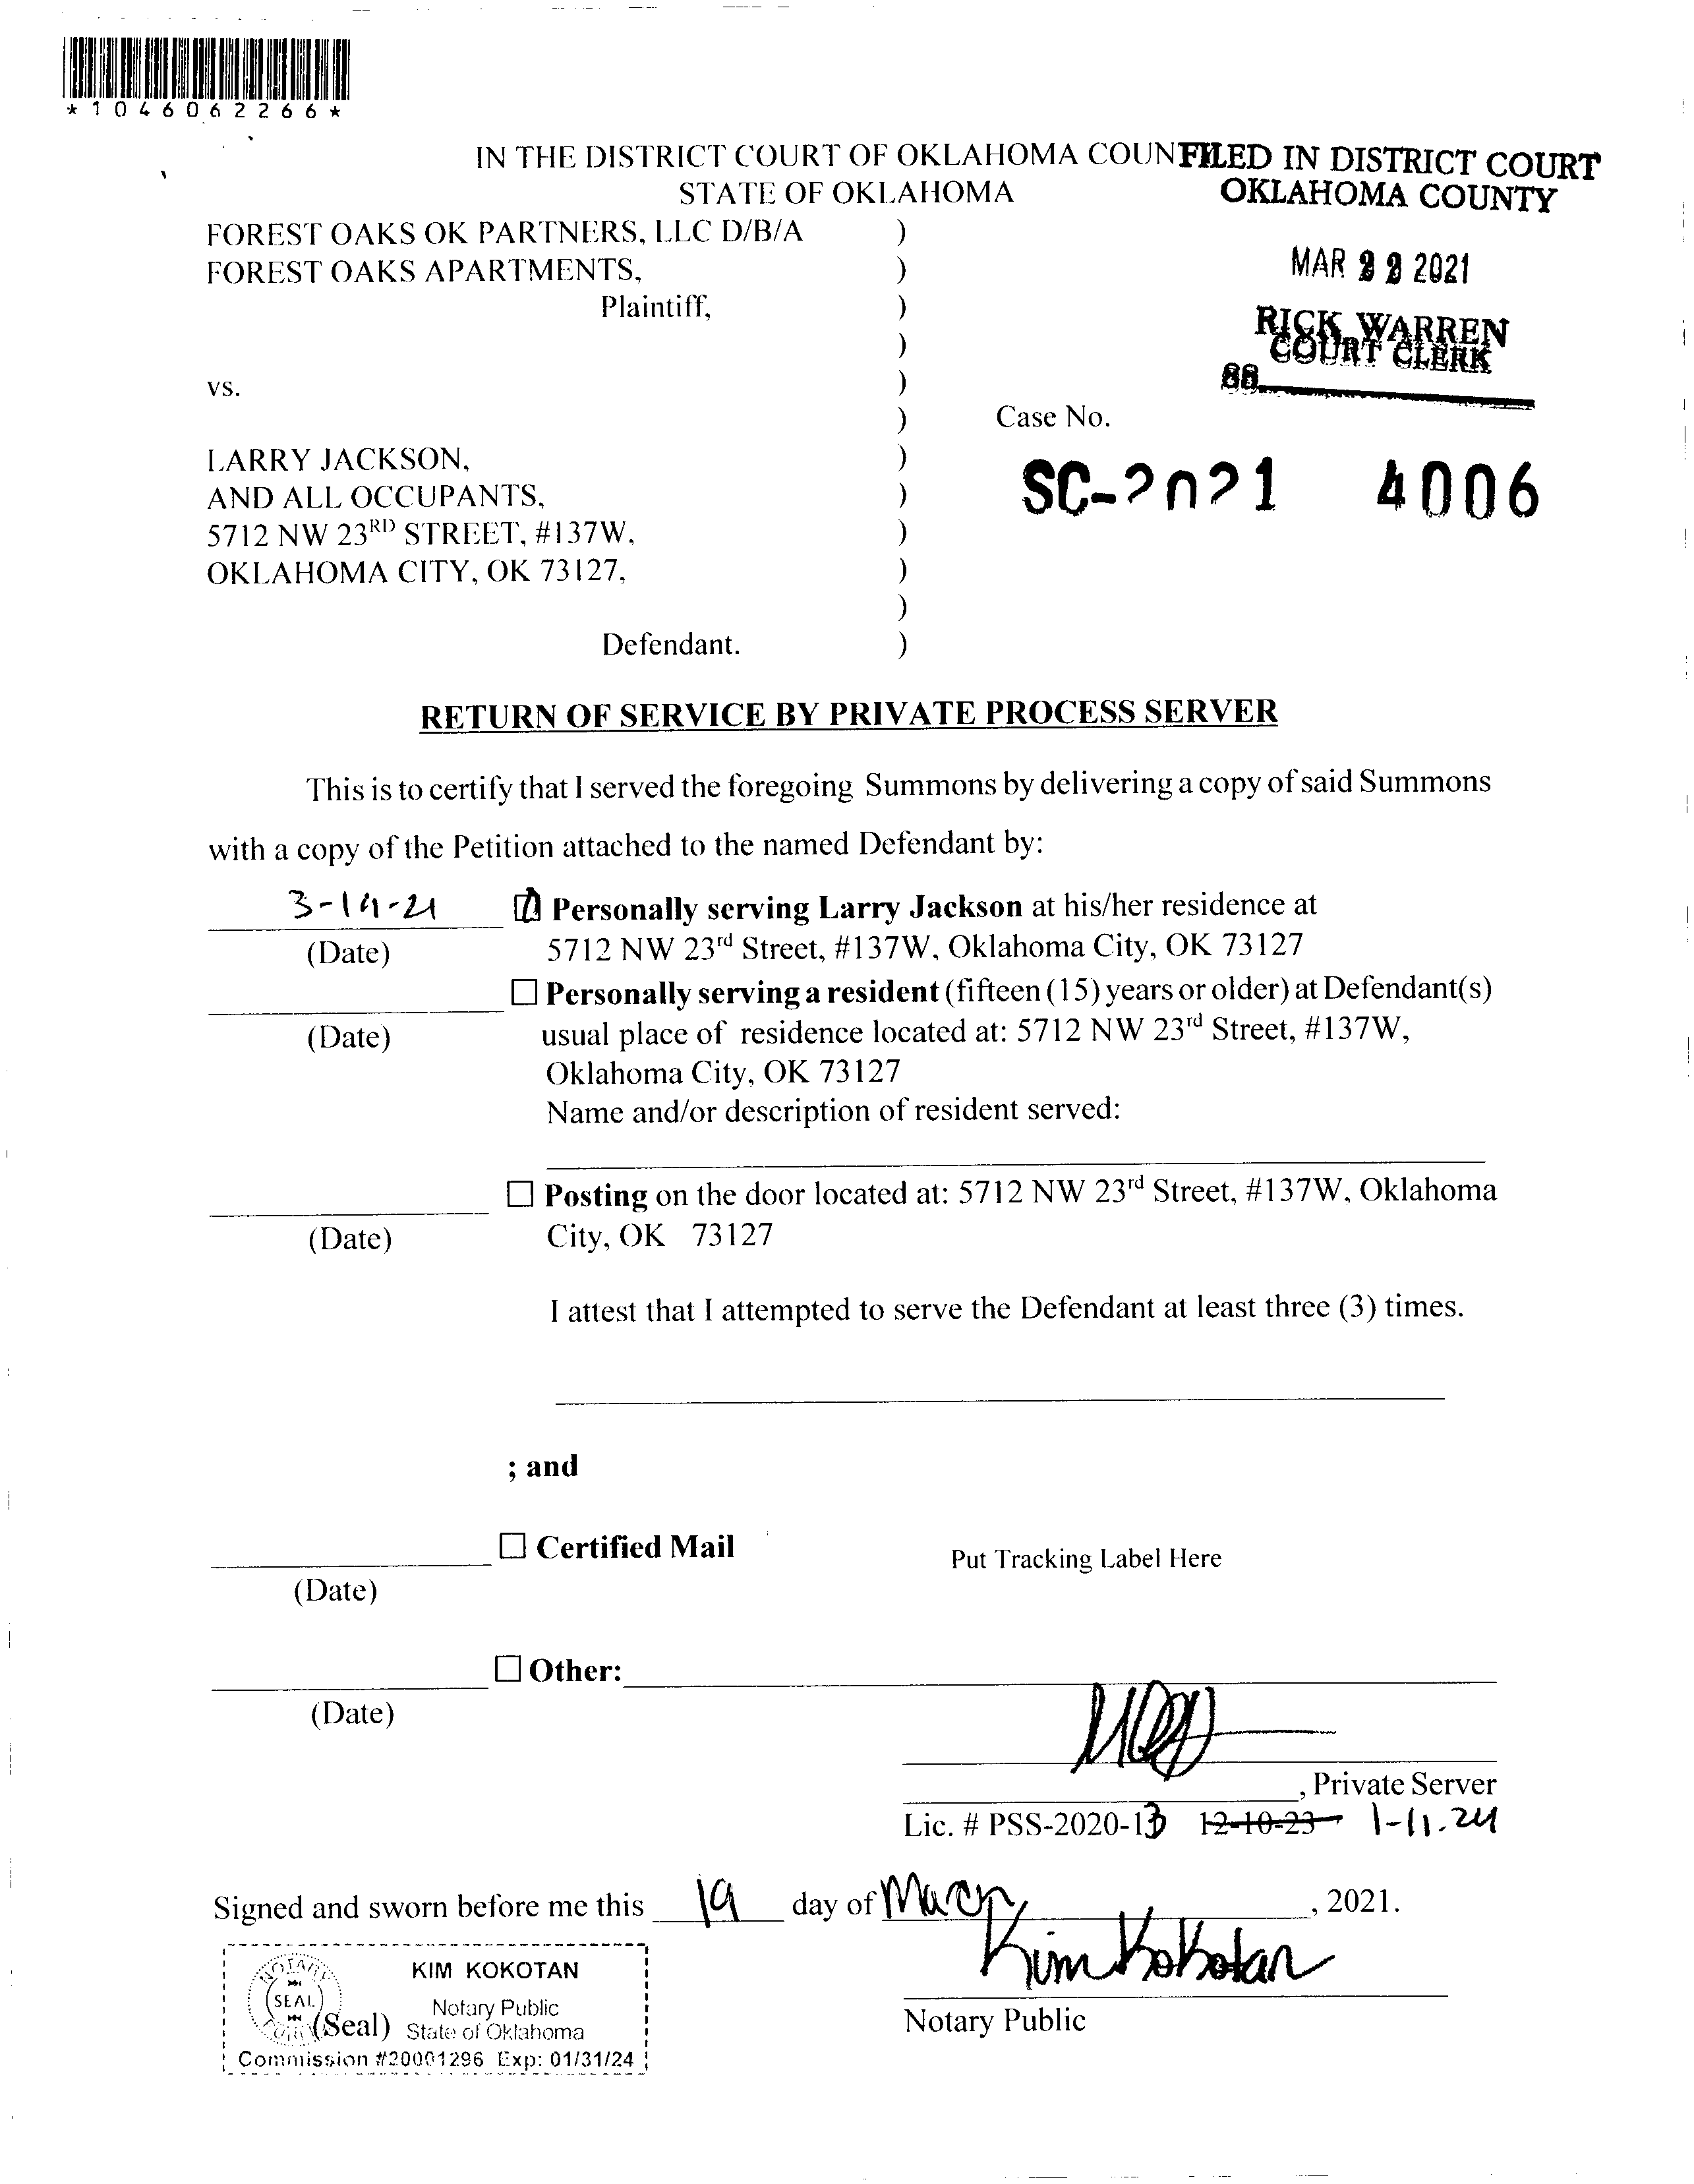 *1046062266*
IN THE DISTRICT COURT OF OKLAHOMA COUN
FILED IN DISTRICT COURT
STATE OF OKLAHOMA
OKLAHOMA COUNTY
FOREST OAKS OK PARTNERS, LLC D/B/A )
FOREST OAKS APARTMENTS, )
MAR 22 2021
Plaintiff, )
RICK WARREN
COURT CLERK
)
vs. )
88
) Case No.
LARRY JACKSON, )
AND ALL OCCUPANTS, )
SC-2021 4006
5712 NW 23RD STREET, #137W, )
OKLAHOMA CITY, OK 73127, )
)
Defendant. )
RETURN OF SERVICE BY PRIVATE PROCESS SERVER
This is to certify that I served the foregoing Summons by delivering a copy of said Summons
with a copy of the Petition attached to the named Defendant by:
3-19-21 Personally serving Larry Jackson at his/her residence at
(Date) 5712 NW 23rd Street, #137W, Oklahoma City, OK 73127
☐ Personally serving a resident (fifteen (15) years or older) at Defendant(s)
(Date) usual place of residence located at: 5712 NW 23rd Street, #137W,
Oklahoma City, OK 73127
Name and/or description of resident served:
☐ Posting on the door located at: 5712 NW 23rd Street, #137W, Oklahoma
(Date) City, OK 73127
I attest that I attempted to serve the Defendant at least three (3) times.
; and
☐ Certified Mail Put Tracking Label Here
(Date)
☐ Other:
(Date)
, Private Server
Lic. # PSS-2020-13 12-10-23 1-11-24
Signed and sworn before me this 19 day of March, 2021.
Kim Kokotan
Notary Public
KIM KOKOTAN
NOTARY
SEAL
Notary Public
(Seal) State of Oklahoma
Commission #20001296 Exp: 01/31/24